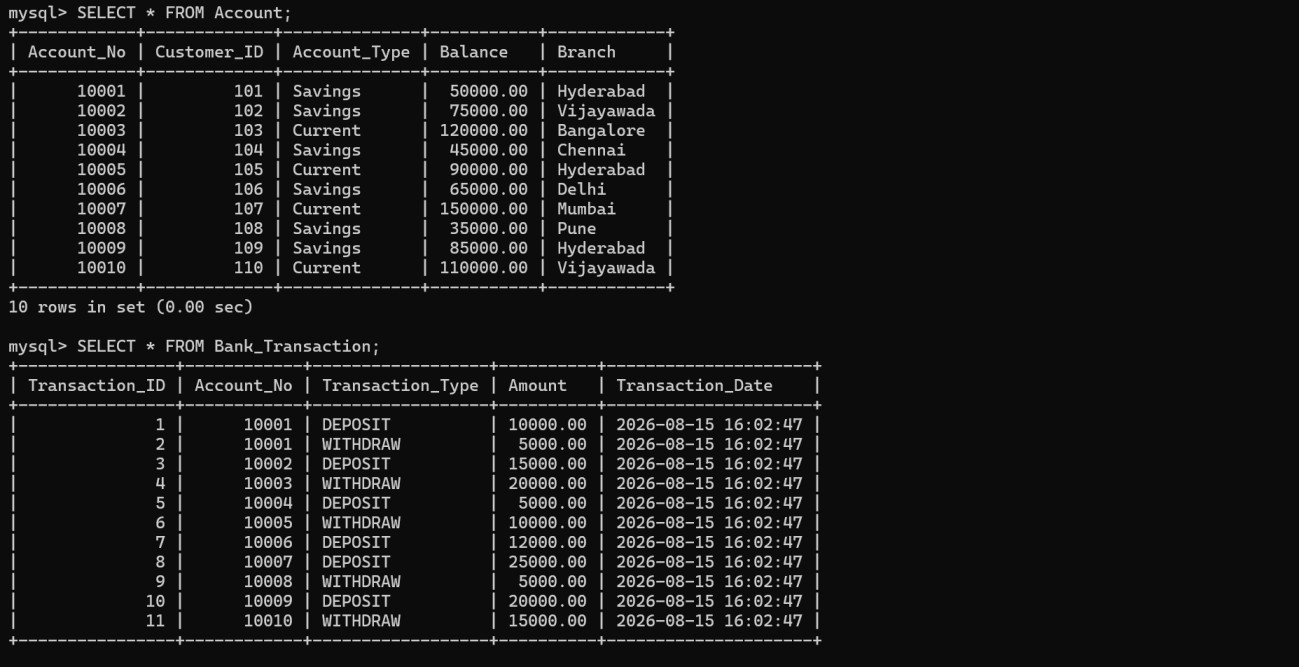 mysql> SELECT * FROM Account;
+------------+-------------+--------------+-----------+------------+
| Account_No | Customer_ID | Account_Type | Balance   | Branch     |
+------------+-------------+--------------+-----------+------------+
|      10001 |         101 | Savings      |  50000.00 | Hyderabad  |
|      10002 |         102 | Savings      |  75000.00 | Vijayawada |
|      10003 |         103 | Current      | 120000.00 | Bangalore  |
|      10004 |         104 | Savings      |  45000.00 | Chennai    |
|      10005 |         105 | Current      |  90000.00 | Hyderabad  |
|      10006 |         106 | Savings      |  65000.00 | Delhi      |
|      10007 |         107 | Current      | 150000.00 | Mumbai     |
|      10008 |         108 | Savings      |  35000.00 | Pune       |
|      10009 |         109 | Savings      |  85000.00 | Hyderabad  |
|      10010 |         110 | Current      | 110000.00 | Vijayawada |
+------------+-------------+--------------+-----------+------------+
10 rows in set (0.00 sec)

mysql> SELECT * FROM Bank_Transaction;
+----------------+------------+------------------+----------+---------------------+
| Transaction_ID | Account_No | Transaction_Type | Amount   | Transaction_Date    |
+----------------+------------+------------------+----------+---------------------+
|              1 |      10001 | DEPOSIT          | 10000.00 | 2026-08-15 16:02:47 |
|              2 |      10001 | WITHDRAW         |  5000.00 | 2026-08-15 16:02:47 |
|              3 |      10002 | DEPOSIT          | 15000.00 | 2026-08-15 16:02:47 |
|              4 |      10003 | WITHDRAW         | 20000.00 | 2026-08-15 16:02:47 |
|              5 |      10004 | DEPOSIT          |  5000.00 | 2026-08-15 16:02:47 |
|              6 |      10005 | WITHDRAW         | 10000.00 | 2026-08-15 16:02:47 |
|              7 |      10006 | DEPOSIT          | 12000.00 | 2026-08-15 16:02:47 |
|              8 |      10007 | DEPOSIT          | 25000.00 | 2026-08-15 16:02:47 |
|              9 |      10008 | WITHDRAW         |  5000.00 | 2026-08-15 16:02:47 |
|             10 |      10009 | DEPOSIT          | 20000.00 | 2026-08-15 16:02:47 |
|             11 |      10010 | WITHDRAW         | 15000.00 | 2026-08-15 16:02:47 |
+----------------+------------+------------------+----------+---------------------+